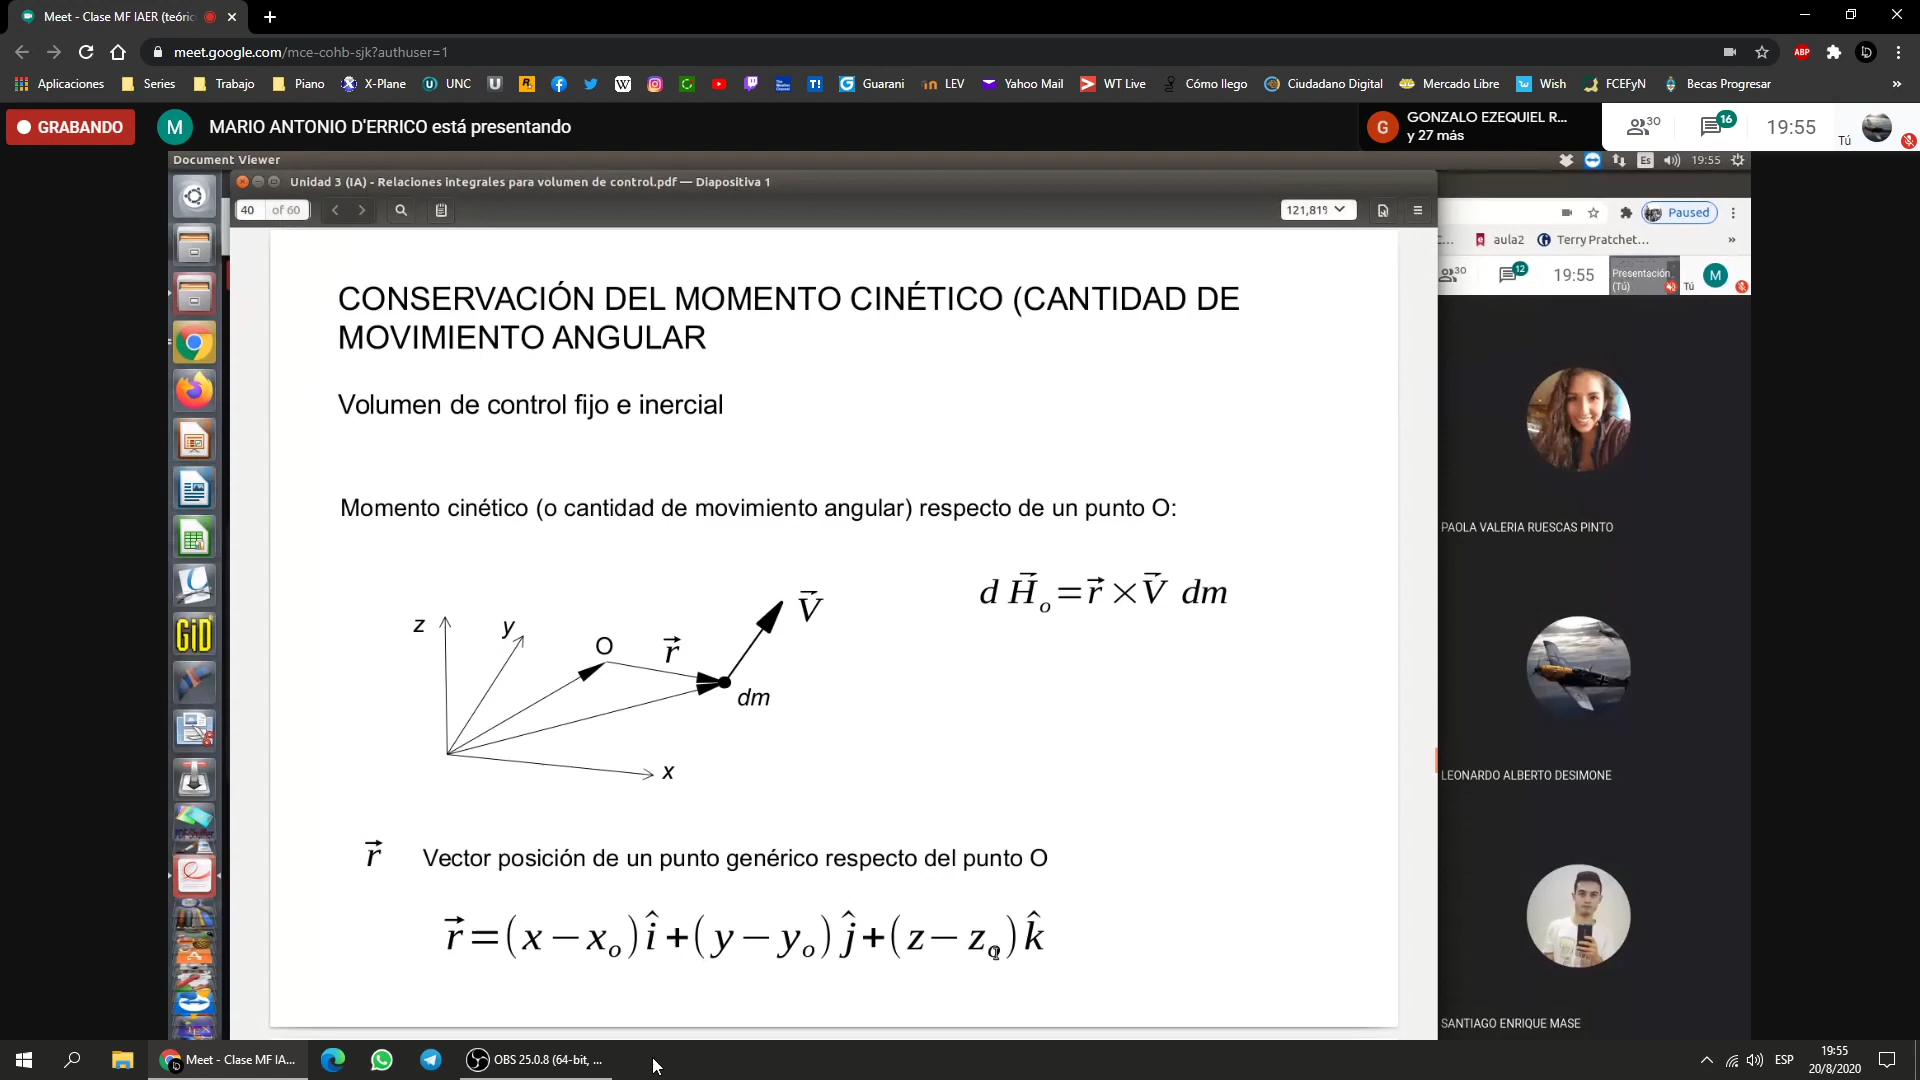 Meet - Clase MF IAER (teóric
meet.google.com/mce-cohb-sjk?authuser=1
ABP
Aplicaciones Series Trabajo Piano X-Plane UNC Guarani LEV Yahoo Mail WT Live Cómo llego Ciudadano Digital Mercado Libre Wish FCEFyN Becas Progresar »
GRABANDO
M MARIO ANTONIO D'ERRICO está presentando
G GONZALO EZEQUIEL R...
y 27 más
30 16 19:55 Tú
Document Viewer
Es 19:55
Unidad 3 (IA) - Relaciones integrales para volumen de control.pdf — Diapositiva 1
40 of 60
121,81%
Paused
C... aula2 Terry Pratchet... »
30 12 19:55 Presentación
(Tú) Tú M
CONSERVACIÓN DEL MOMENTO CINÉTICO (CANTIDAD DE
MOVIMIENTO ANGULAR
Volumen de control fijo e inercial
Momento cinético (o cantidad de movimiento angular) respecto de un punto O:
d H⃗ₒ = r⃗ × V⃗ dm
z y O r⃗ V⃗
dm
x
r⃗ Vector posición de un punto genérico respecto del punto O
r⃗ = (x − xₒ) î + (y − yₒ) ĵ + (z − zₒ) k̂
GiD
PAOLA VALERIA RUESCAS PINTO
LEONARDO ALBERTO DESIMONE
SANTIAGO ENRIQUE MASE
Meet - Clase MF IA...
OBS 25.0.8 (64-bit, ...
ESP
19:55
20/8/2020